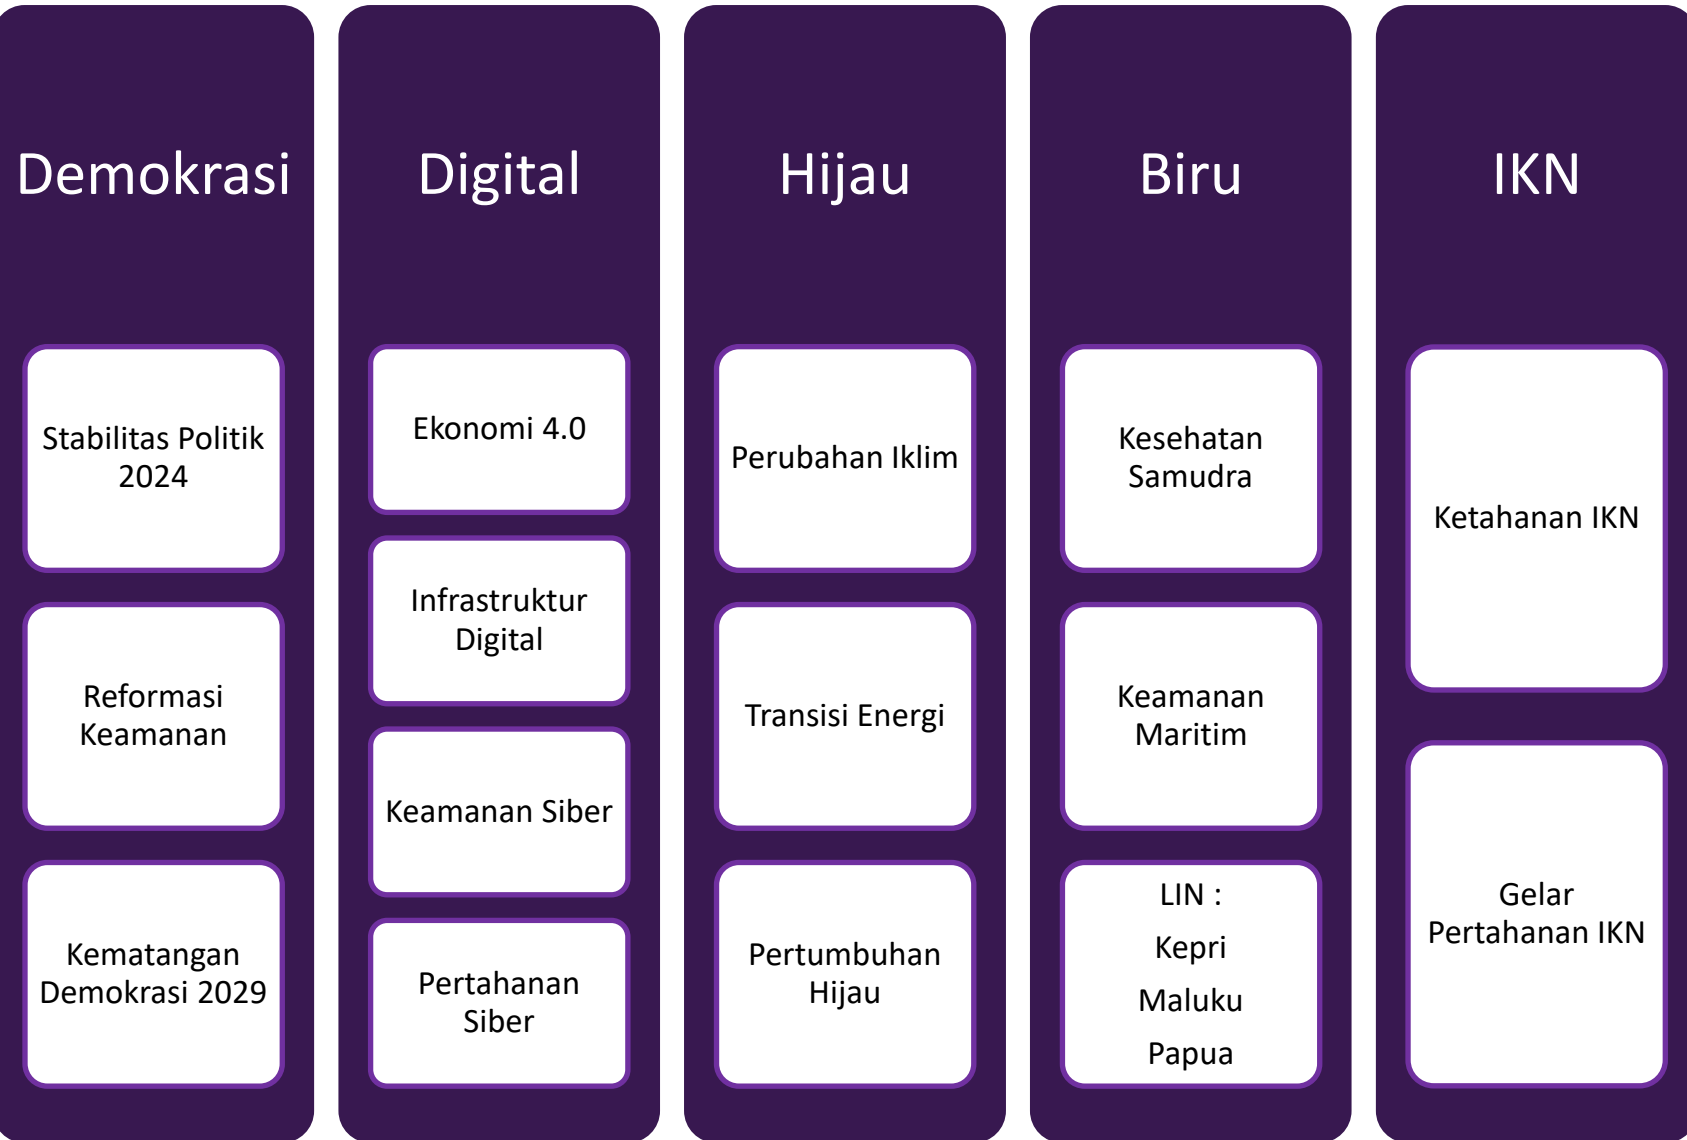 Demokrasi
Stabilitas Politik
2024
Reformasi
Keamanan
Kematangan
Demokrasi 2029
Digital
Ekonomi 4.0
Infrastruktur
Digital
Keamanan Siber
Pertahanan
Siber
Hijau
Perubahan Iklim
Transisi Energi
Pertumbuhan
Hijau
Biru
Kesehatan
Samudra
Keamanan
Maritim
LIN :
Kepri
Maluku
Papua
IKN
Ketahanan IKN
Gelar
Pertahanan IKN